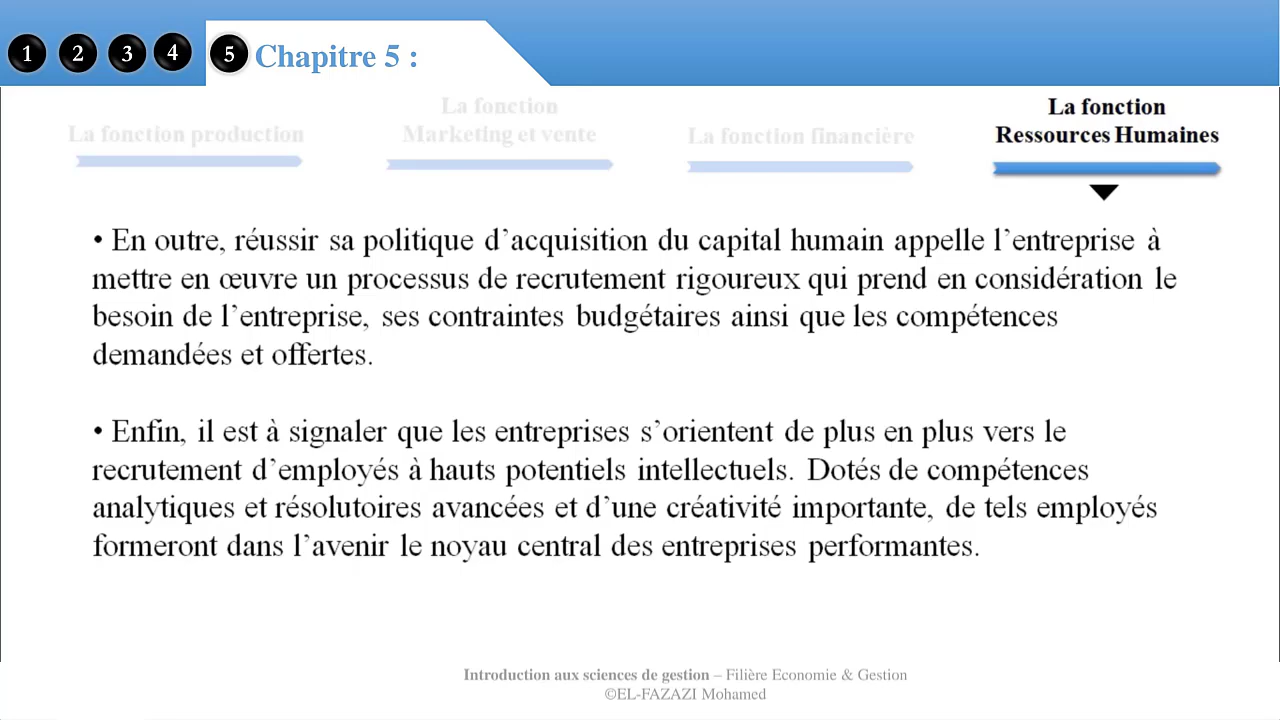 1 2 3 4 5 Chapitre 5 :
La fonction production
La fonction
Marketing et vente
La fonction financière
La fonction
Ressources Humaines
• En outre, réussir sa politique d’acquisition du capital humain appelle l’entreprise à
mettre en œuvre un processus de recrutement rigoureux qui prend en considération le
besoin de l’entreprise, ses contraintes budgétaires ainsi que les compétences
demandées et offertes.
• Enfin, il est à signaler que les entreprises s’orientent de plus en plus vers le
recrutement d’employés à hauts potentiels intellectuels. Dotés de compétences
analytiques et résolutoires avancées et d’une créativité importante, de tels employés
formeront dans l’avenir le noyau central des entreprises performantes.
Introduction aux sciences de gestion – Filière Economie & Gestion
©EL-FAZAZI Mohamed